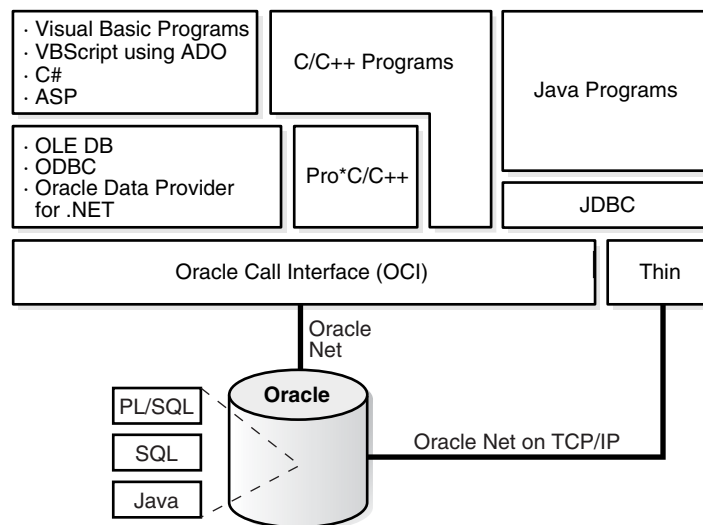 · Visual Basic Programs
· VBScript using ADO
· C#
· ASP
C/C++ Programs
Java Programs
· OLE DB
· ODBC
· Oracle Data Provider
for .NET
Pro*C/C++
JDBC
Oracle Call Interface (OCI)
Thin
Oracle
Net
Oracle
PL/SQL
SQL
Java
Oracle Net on TCP/IP